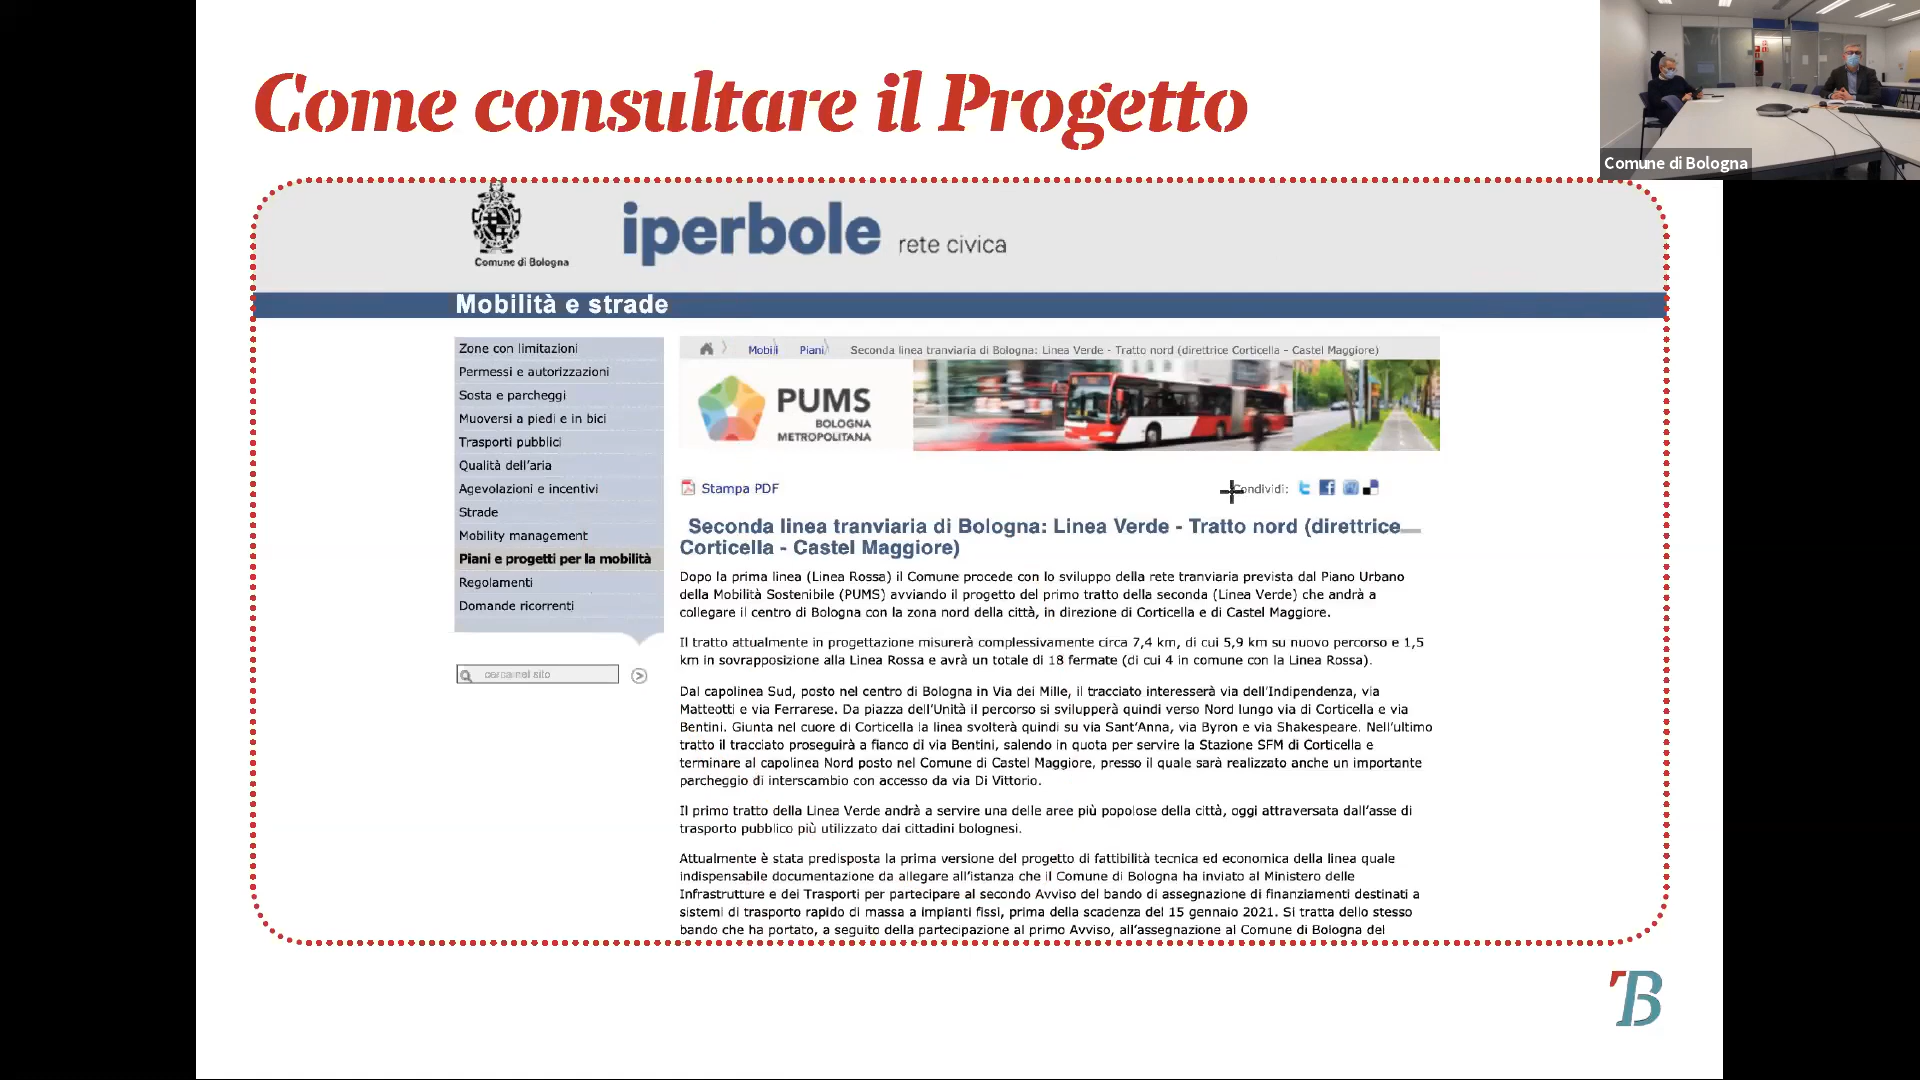 Come consultare il Progetto
Comune di Bologna
Comune di Bologna
iperbole rete civica
Mobilità e strade
Zone con limitazioni
Permessi e autorizzazioni
Sosta e parcheggi
Muoversi a piedi e in bici
Trasporti pubblici
Qualità dell'aria
Agevolazioni e incentivi
Strade
Mobility management
Piani e progetti per la mobilità
Regolamenti
Domande ricorrenti
cerca nel sito
Mobili Piani Seconda linea tranviaria di Bologna: Linea Verde - Tratto nord (direttrice Corticella - Castel Maggiore)
PUMS
BOLOGNA
METROPOLITANA
Stampa PDF
Condividi:
Seconda linea tranviaria di Bologna: Linea Verde - Tratto nord (direttrice
Corticella - Castel Maggiore)
Dopo la prima linea (Linea Rossa) il Comune procede con lo sviluppo della rete tranviaria prevista dal Piano Urbano
della Mobilità Sostenibile (PUMS) avviando il progetto del primo tratto della seconda (Linea Verde) che andrà a
collegare il centro di Bologna con la zona nord della città, in direzione di Corticella e di Castel Maggiore.
Il tratto attualmente in progettazione misurerà complessivamente circa 7,4 km, di cui 5,9 km su nuovo percorso e 1,5
km in sovrapposizione alla Linea Rossa e avrà un totale di 18 fermate (di cui 4 in comune con la Linea Rossa).
Dal capolinea Sud, posto nel centro di Bologna in Via dei Mille, il tracciato interesserà via dell'Indipendenza, via
Matteotti e via Ferrarese. Da piazza dell'Unità il percorso si svilupperà quindi verso Nord lungo via di Corticella e via
Bentini. Giunta nel cuore di Corticella la linea svolterà quindi su via Sant'Anna, via Byron e via Shakespeare. Nell'ultimo
tratto il tracciato proseguirà a fianco di via Bentini, salendo in quota per servire la Stazione SFM di Corticella e
terminare al capolinea Nord posto nel Comune di Castel Maggiore, presso il quale sarà realizzato anche un importante
parcheggio di interscambio con accesso da via Di Vittorio.
Il primo tratto della Linea Verde andrà a servire una delle aree più popolose della città, oggi attraversata dall'asse di
trasporto pubblico più utilizzato dai cittadini bolognesi.
Attualmente è stata predisposta la prima versione del progetto di fattibilità tecnica ed economica della linea quale
indispensabile documentazione da allegare all'istanza che il Comune di Bologna ha inviato al Ministero delle
Infrastrutture e dei Trasporti per partecipare al secondo Avviso del bando di assegnazione di finanziamenti destinati a
sistemi di trasporto rapido di massa a impianti fissi, prima della scadenza del 15 gennaio 2021. Si tratta dello stesso
bando che ha portato, a seguito della partecipazione al primo Avviso, all'assegnazione al Comune di Bologna del
B